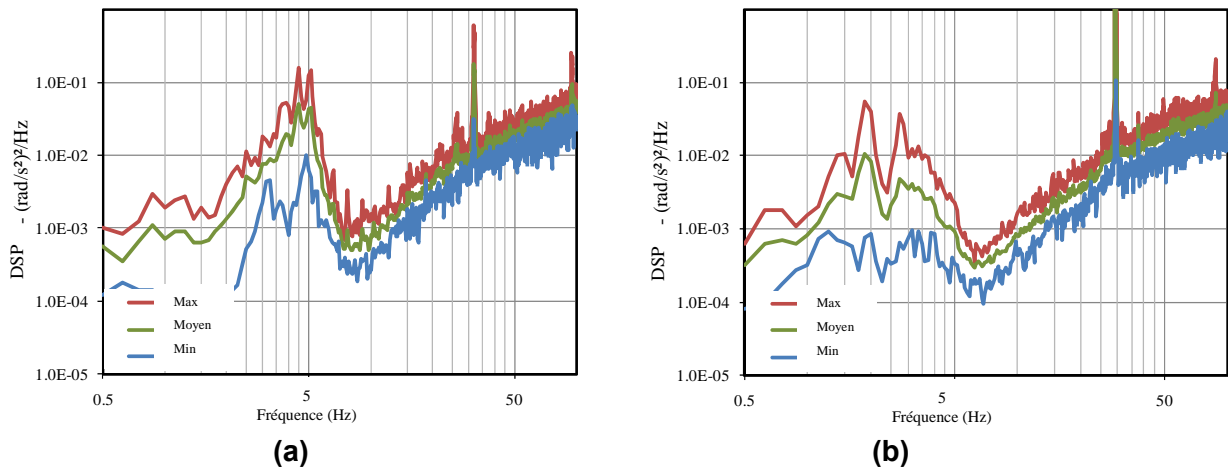 1.0E-01
1.0E-02
1.0E-03
1.0E-04
1.0E-05
DSP - (rad/s²)²/Hz
Max
Moyen
Min
0.5
5
50
Fréquence (Hz)
(a)
1.0E-01
1.0E-02
1.0E-03
1.0E-04
1.0E-05
DSP - (rad/s²)²/Hz
Max
Moyen
Min
0.5
5
50
Fréquence (Hz)
(b)